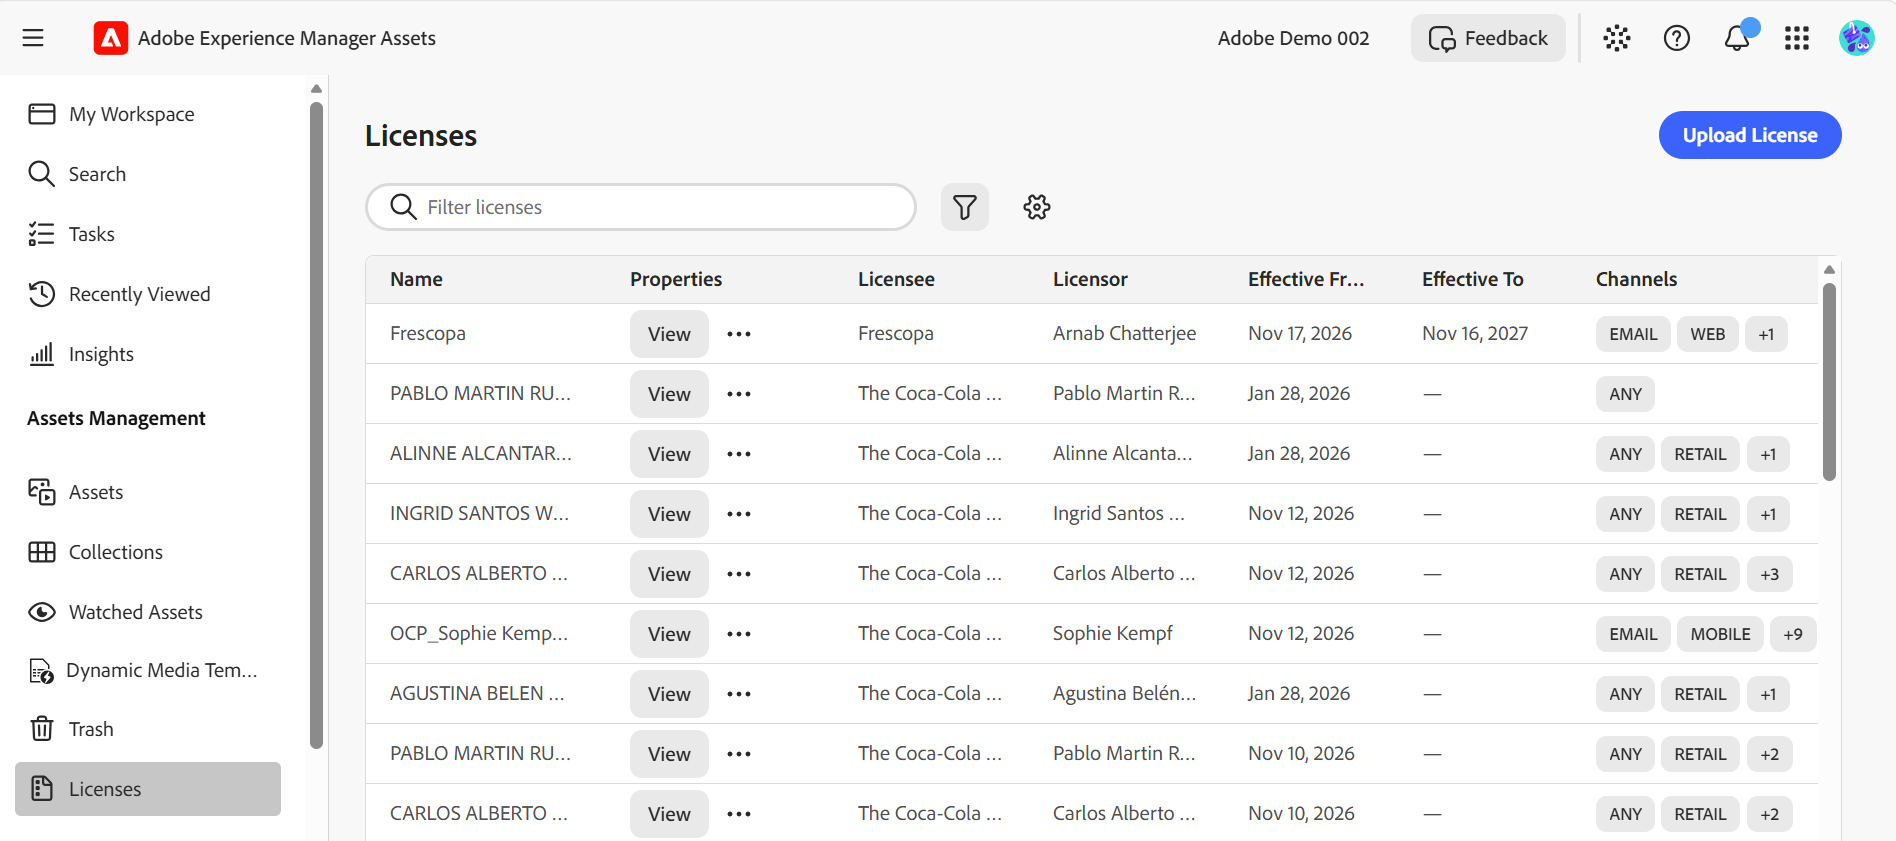 Adobe Experience Manager Assets
Adobe Demo 002
Feedback
My Workspace
Search
Tasks
Recently Viewed
Insights
Assets Management
Assets
Collections
Watched Assets
Dynamic Media Tem...
Trash
Licenses
Licenses
Upload License
Filter licenses
Name Properties Licensee Licensor Effective Fr... Effective To Channels
Frescopa View ••• Frescopa Arnab Chatterjee Nov 17, 2026 Nov 16, 2027 EMAIL WEB +1
PABLO MARTIN RU... View ••• The Coca-Cola ... Pablo Martin R... Jan 28, 2026 — ANY
ALINNE ALCANTAR... View ••• The Coca-Cola ... Alinne Alcanta... Jan 28, 2026 — ANY RETAIL +1
INGRID SANTOS W... View ••• The Coca-Cola ... Ingrid Santos ... Nov 12, 2026 — ANY RETAIL +1
CARLOS ALBERTO ... View ••• The Coca-Cola ... Carlos Alberto ... Nov 12, 2026 — ANY RETAIL +3
OCP_Sophie Kemp... View ••• The Coca-Cola ... Sophie Kempf Nov 12, 2026 — EMAIL MOBILE +9
AGUSTINA BELEN ... View ••• The Coca-Cola ... Agustina Belén... Jan 28, 2026 — ANY RETAIL +1
PABLO MARTIN RU... View ••• The Coca-Cola ... Pablo Martin R... Nov 10, 2026 — ANY RETAIL +2
CARLOS ALBERTO ... View ••• The Coca-Cola ... Carlos Alberto ... Nov 10, 2026 — ANY RETAIL +2